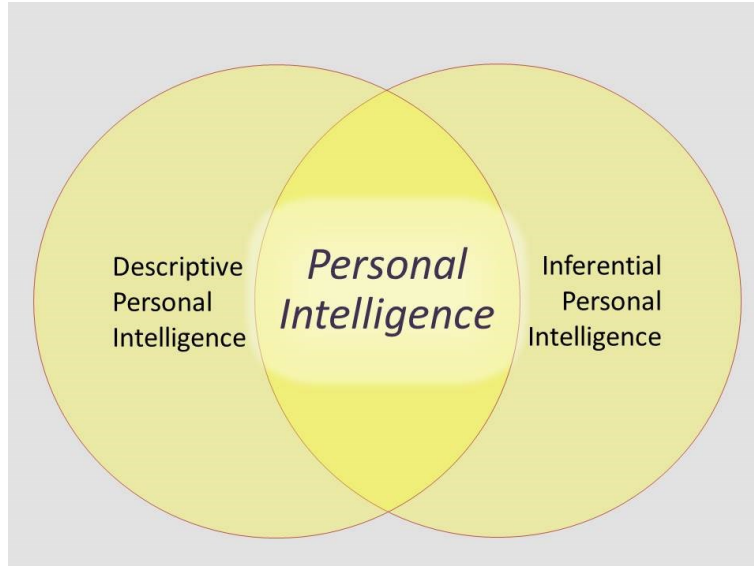 Descriptive
Personal
Intelligence
Personal
Intelligence
Inferential
Personal
Intelligence